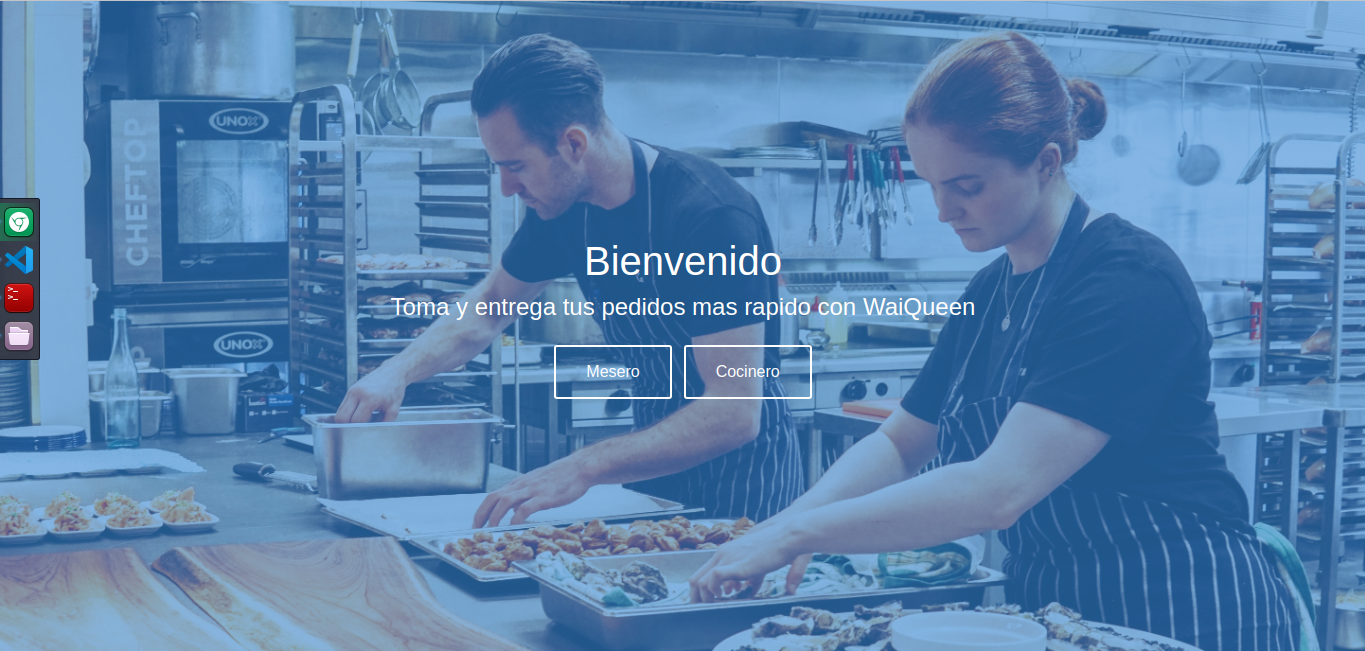 UNOX
CHEFTOP
Bienvenido
Toma y entrega tus pedidos mas rapido con WaiQueen
UNOX
Mesero
Cocinero